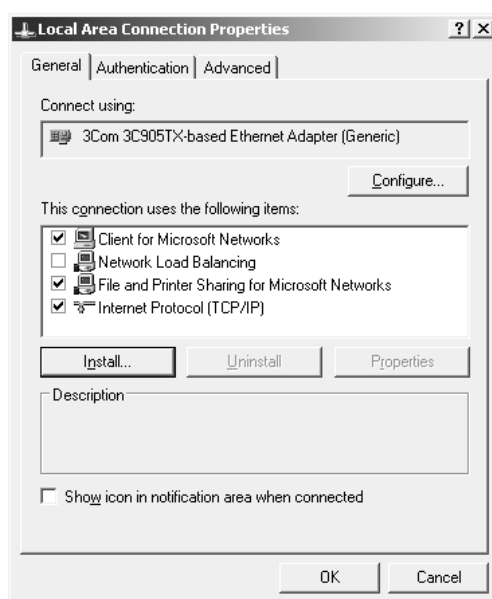 Local Area Connection Properties ? X
General Authentication Advanced
Connect using:
3Com 3C905TX-based Ethernet Adapter (Generic)
Configure...
This connection uses the following items:
Client for Microsoft Networks
Network Load Balancing
File and Printer Sharing for Microsoft Networks
Internet Protocol (TCP/IP)
Install... Uninstall Properties
Description
Show icon in notification area when connected
OK Cancel